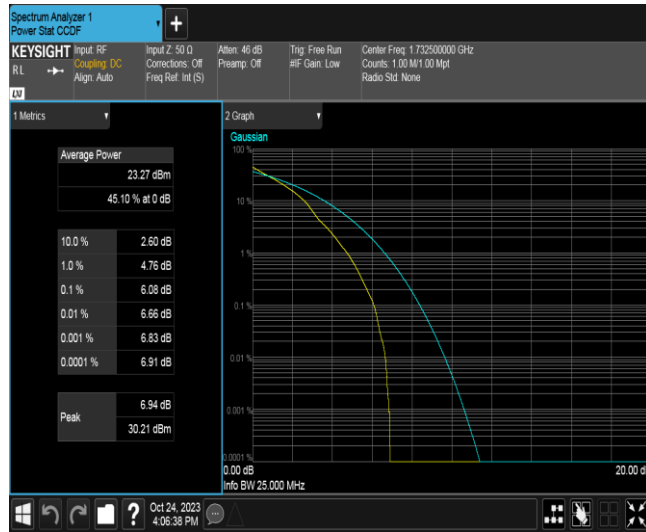 Spectrum Analyzer 1
Power Stat CCDF
KEYSIGHT
RL
LXI
Input: RF
Coupling: DC
Align: Auto
Input Z: 50 Ω
Corrections: Off
Freq Ref: Int (S)
Atten: 46 dB
Preamp: Off
Trig: Free Run
#IF Gain: Low
Center Freq: 1.732500000 GHz
Counts: 1.00 M/1.00 Mpt
Radio Std: None
1 Metrics
Average Power
23.27 dBm
45.10 % at 0 dB
10.0 % 2.60 dB
1.0 % 4.76 dB
0.1 % 6.08 dB
0.01 % 6.66 dB
0.001 % 6.83 dB
0.0001 % 6.91 dB
Peak
6.94 dB
30.21 dBm
2 Graph
Gaussian
100 %
10 %
1 %
0.1 %
0.01 %
0.001 %
0.0001 %
0.00 dB
20.00 d
Info BW 25.000 MHz
?
Oct 24, 2023
4:06:38 PM